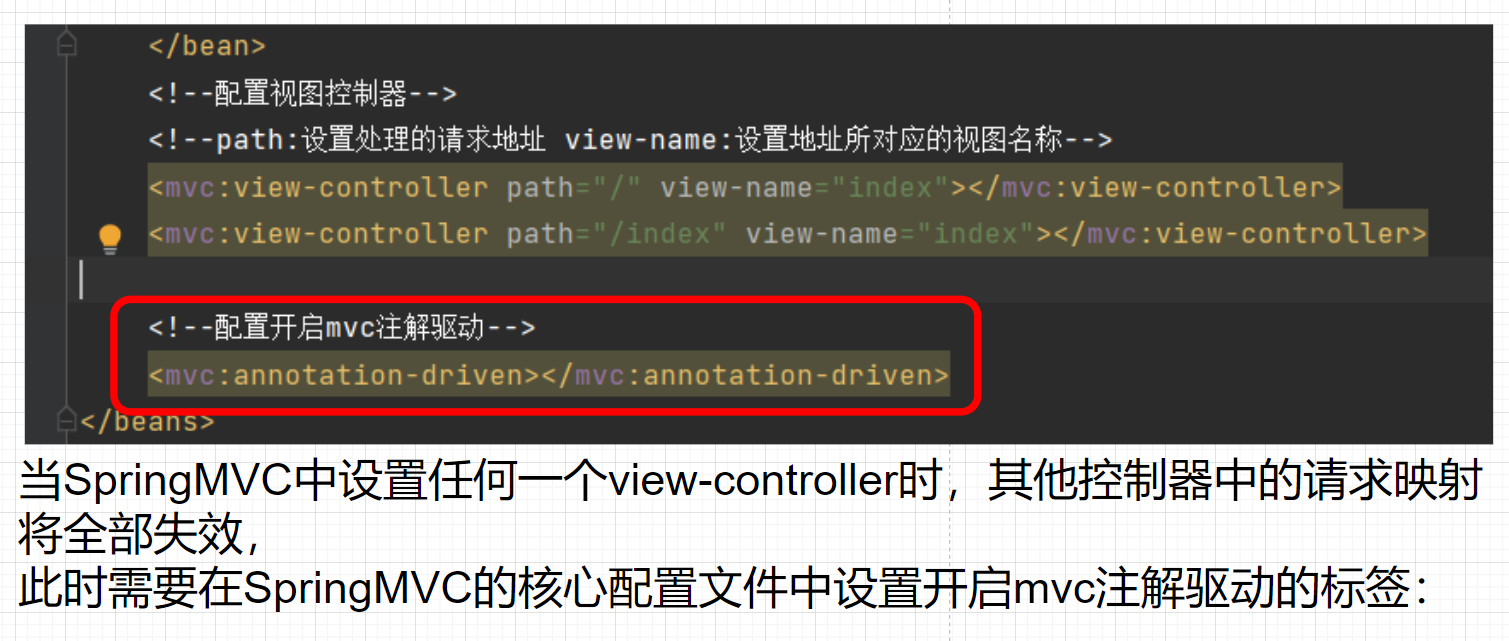 </bean>
<!--配置视图控制器-->
<!--path:设置处理的请求地址 view-name:设置地址所对应的视图名称-->
<mvc:view-controller path="/" view-name="index"></mvc:view-controller>
<mvc:view-controller path="/index" view-name="index"></mvc:view-controller>
<!--配置开启mvc注解驱动-->
<mvc:annotation-driven></mvc:annotation-driven>
</beans>
当SpringMVC中设置任何一个view-controller时，其他控制器中的请求映射
将全部失效，
此时需要在SpringMVC的核心配置文件中设置开启mvc注解驱动的标签：